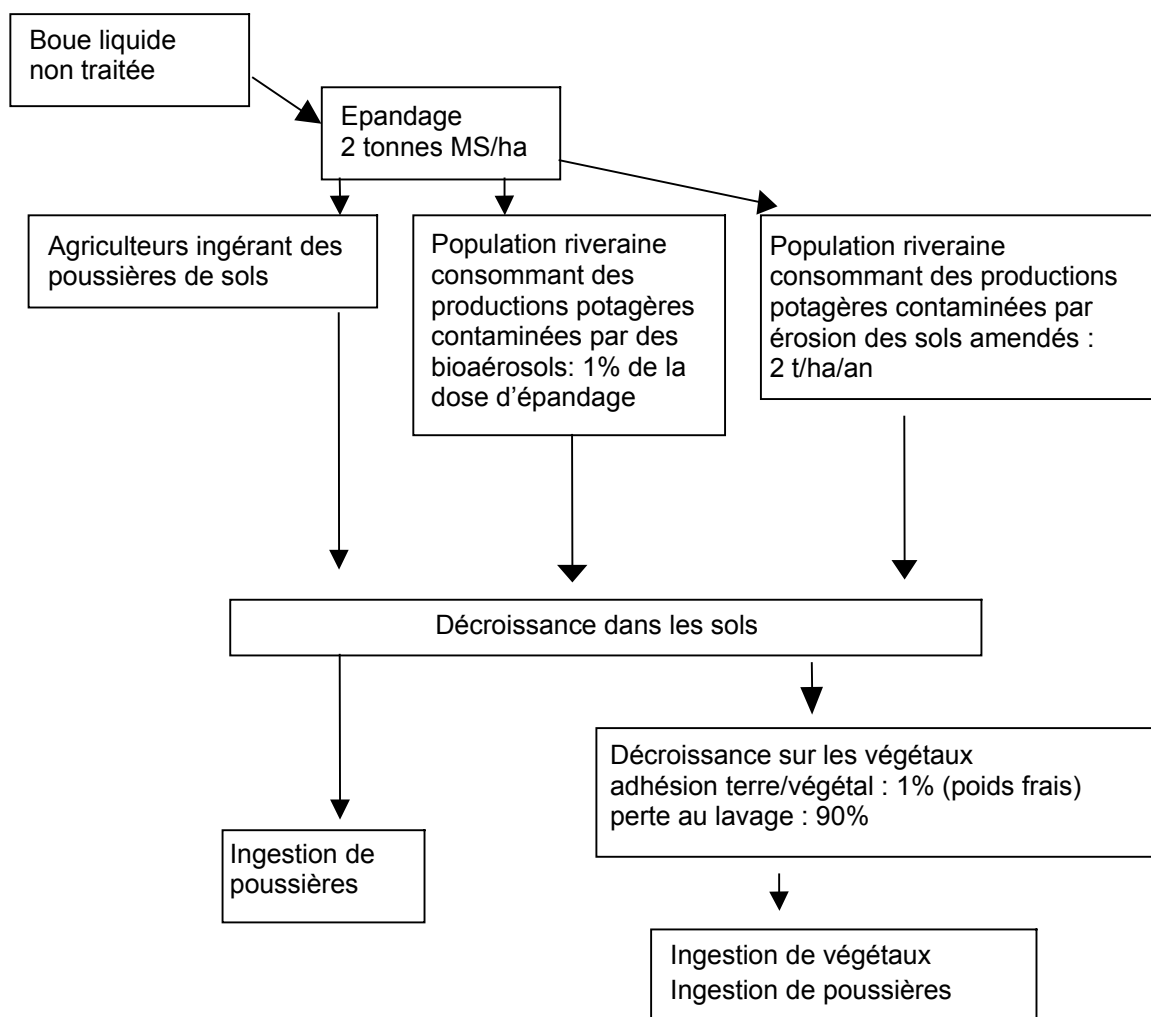 Boue liquide
non traitée
Epandage
2 tonnes MS/ha
Agriculteurs ingérant des
poussières de sols
Population riveraine
consommant des
productions potagères
contaminées par des
bioaérosols: 1% de la
dose d’épandage
Population riveraine
consommant des productions
potagères contaminées par
érosion des sols amendés :
2 t/ha/an
Décroissance dans les sols
Décroissance sur les végétaux
adhésion terre/végétal : 1% (poids frais)
perte au lavage : 90%
Ingestion de
poussières
Ingestion de végétaux
Ingestion de poussières